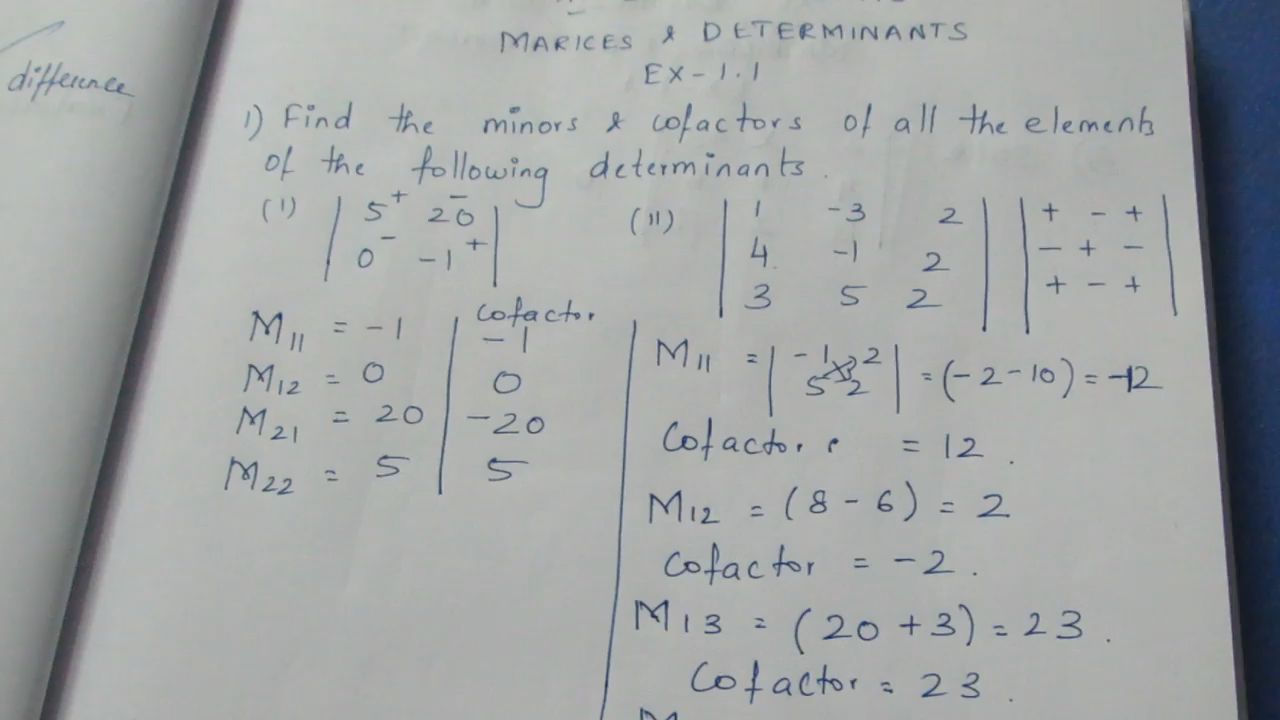 difference
MARICES & DETERMINANTS
EX - 1.1
1) Find the minors & cofactors of all the elements
of the following determinants.
(i) | 5⁺ 20⁻ |
| 0⁻ -1⁺ |
(ii) | 1 -3 2 | | + - + |
| 4 -1 2 | | - + - |
| 3 5 2 | | + - + |
cofactor
M11 = -1 | -1
M12 = 0 | 0
M21 = 20 | -20
M22 = 5 | 5
M11 = | -1 2 | = (-2-10) = -12
| 5 2 |
Cofactor = 12.
M12 = (8-6) = 2
Cofactor = -2.
M13 = (20+3) = 23.
Cofactor = 23.